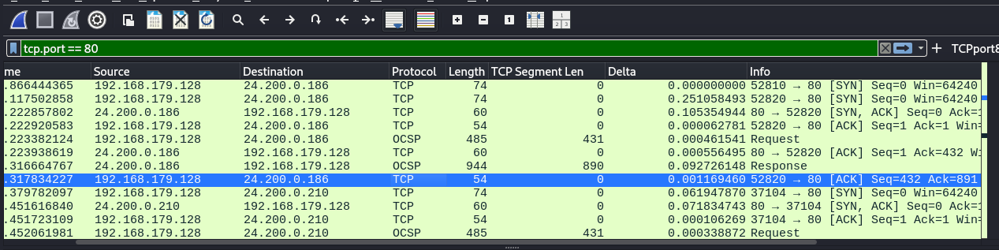 tcp.port == 80
TCPport8
me Source Destination Protocol Length TCP Segment Len Delta Info
.866444365 192.168.179.128 24.200.0.186 TCP 74 0 0.000000000 52810 → 80 [SYN] Seq=0 Win=64240
.117502858 192.168.179.128 24.200.0.186 TCP 74 0 0.251058493 52820 → 80 [SYN] Seq=0 Win=64240
.222857802 24.200.0.186 192.168.179.128 TCP 60 0 0.105354944 80 → 52820 [SYN, ACK] Seq=0 Ack=1
.222920583 192.168.179.128 24.200.0.186 TCP 54 0 0.000062781 52820 → 80 [ACK] Seq=1 Ack=1 Win=
.223382124 192.168.179.128 24.200.0.186 OCSP 485 431 0.000461541 Request
.223938619 24.200.0.186 192.168.179.128 TCP 60 0 0.000556495 80 → 52820 [ACK] Seq=1 Ack=432 Wi
.316664767 24.200.0.186 192.168.179.128 OCSP 944 890 0.092726148 Response
.317834227 192.168.179.128 24.200.0.186 TCP 54 0 0.001169460 52820 → 80 [ACK] Seq=432 Ack=891
.379782097 192.168.179.128 24.200.0.210 TCP 74 0 0.061947870 37104 → 80 [SYN] Seq=0 Win=64240
.451616840 24.200.0.210 192.168.179.128 TCP 60 0 0.071834743 80 → 37104 [SYN, ACK] Seq=0 Ack=1
.451723109 192.168.179.128 24.200.0.210 TCP 54 0 0.000106269 37104 → 80 [ACK] Seq=1 Ack=1 Win=
.452061981 192.168.179.128 24.200.0.210 OCSP 485 431 0.000338872 Request